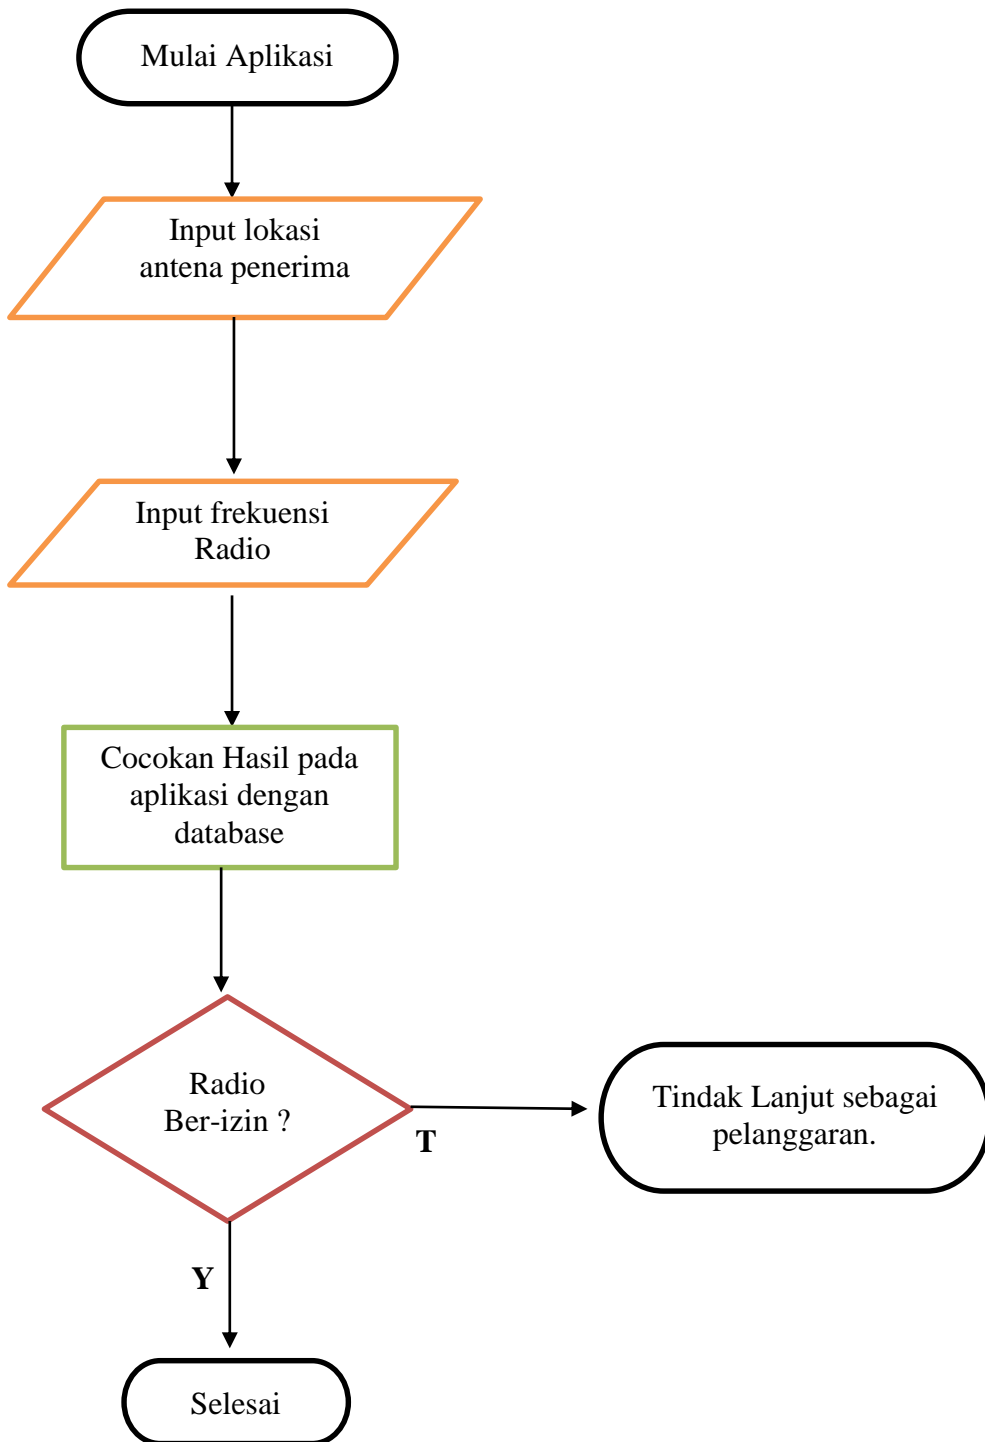 Mulai Aplikasi
Input lokasi
antena penerima
Input frekuensi
Radio
Cocokan Hasil pada
aplikasi dengan
database
Radio
Ber-izin ?
T
Tindak Lanjut sebagai
pelanggaran.
Y
Selesai